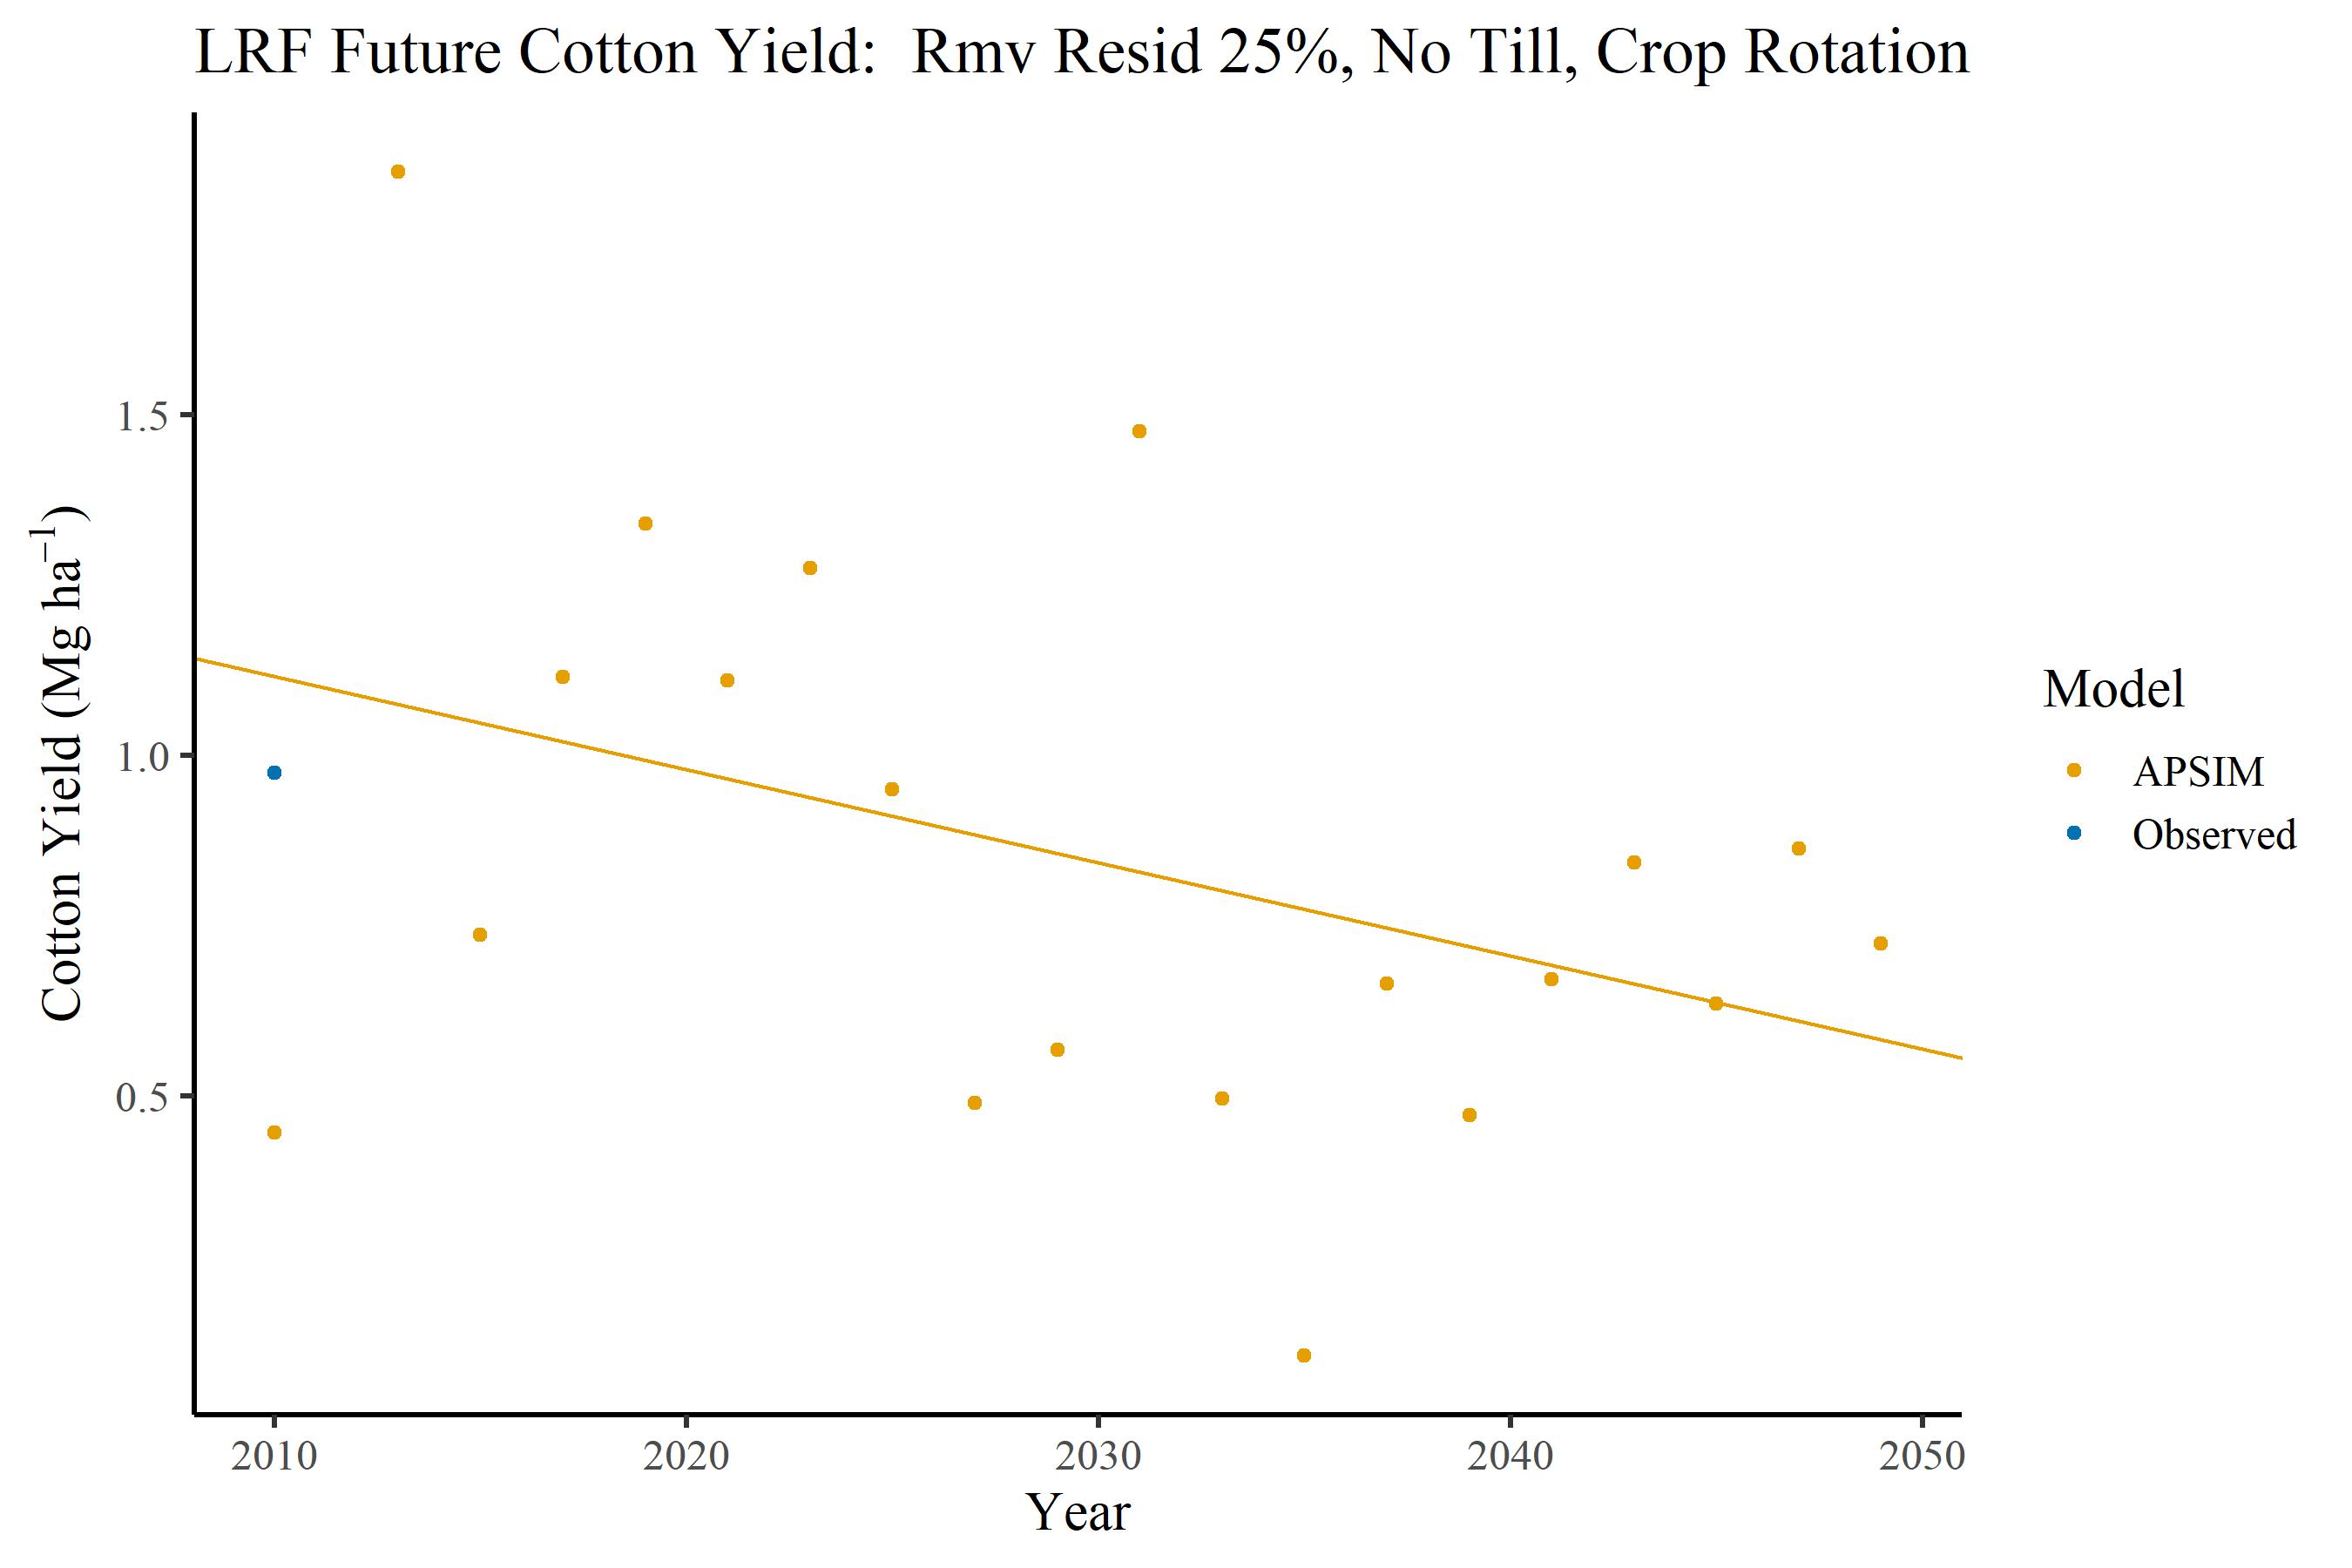 LRF Future Cotton Yield:  Rmv Resid 25%, No Till, Crop Rotation
Cotton Yield (Mg ha⁻¹)
1.5
1.0
0.5
2010 2020 2030 2040 2050
Year
Model
APSIM
Observed